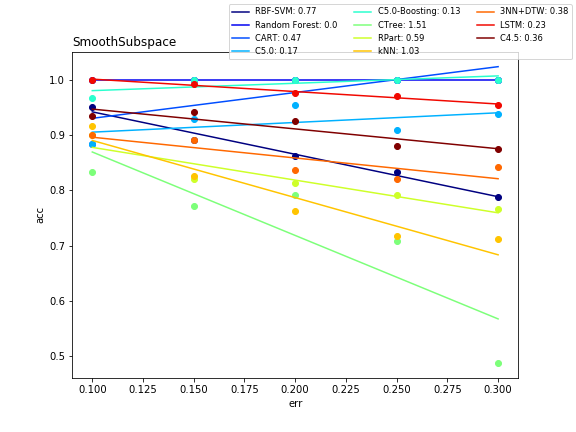 RBF-SVM: 0.77
Random Forest: 0.0
CART: 0.47
C5.0: 0.17
C5.0-Boosting: 0.13
CTree: 1.51
RPart: 0.59
kNN: 1.03
3NN+DTW: 0.38
LSTM: 0.23
C4.5: 0.36
SmoothSubspace
1.0
0.9
0.8
0.7
0.6
0.5
acc
0.100 0.125 0.150 0.175 0.200 0.225 0.250 0.275 0.300
err